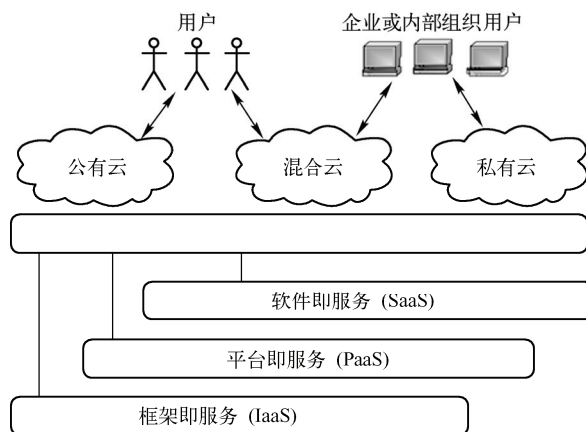 用户
企业或内部组织用户
公有云
混合云
私有云
软件即服务 (SaaS)
平台即服务 (PaaS)
框架即服务 (IaaS)